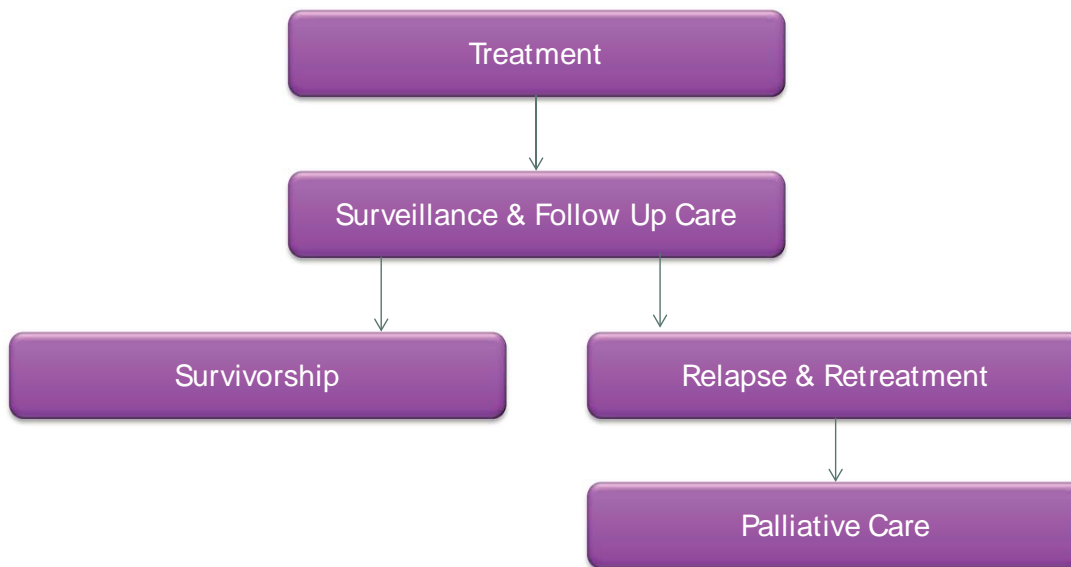 Treatment
Surveillance & Follow Up Care
Survivorship
Relapse & Retreatment
Palliative Care